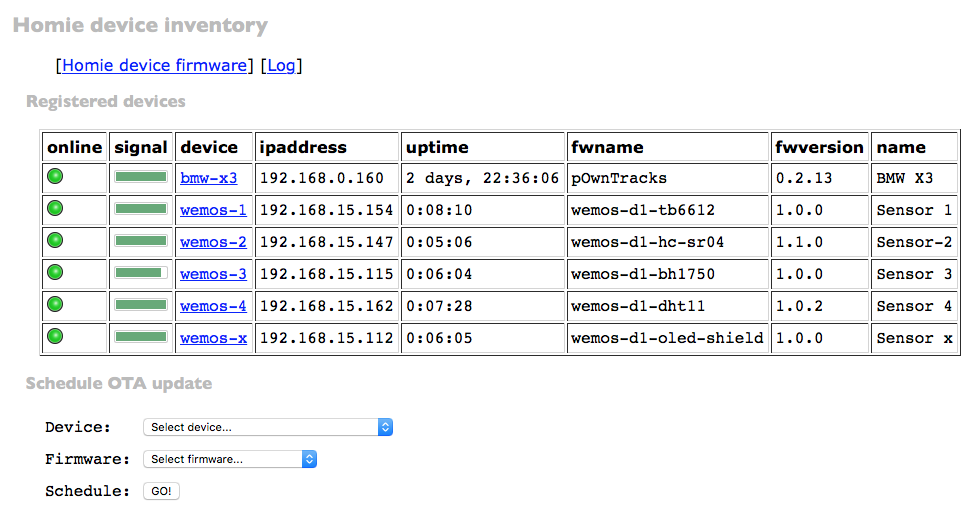 Homie device inventory
[Homie device firmware] [Log]
Registered devices
online signal device ipaddress uptime fwname fwversion name
bmw-x3 192.168.0.160 2 days, 22:36:06 pOwnTracks 0.2.13 BMW X3
wemos-1 192.168.15.154 0:08:10 wemos-d1-tb6612 1.0.0 Sensor 1
wemos-2 192.168.15.147 0:05:06 wemos-d1-hc-sr04 1.1.0 Sensor-2
wemos-3 192.168.15.115 0:06:04 wemos-d1-bh1750 1.0.0 Sensor 3
wemos-4 192.168.15.162 0:07:28 wemos-d1-dht11 1.0.2 Sensor 4
wemos-x 192.168.15.112 0:06:05 wemos-d1-oled-shield 1.0.0 Sensor x
Schedule OTA update
Device: Select device...
Firmware: Select firmware...
Schedule: GO!